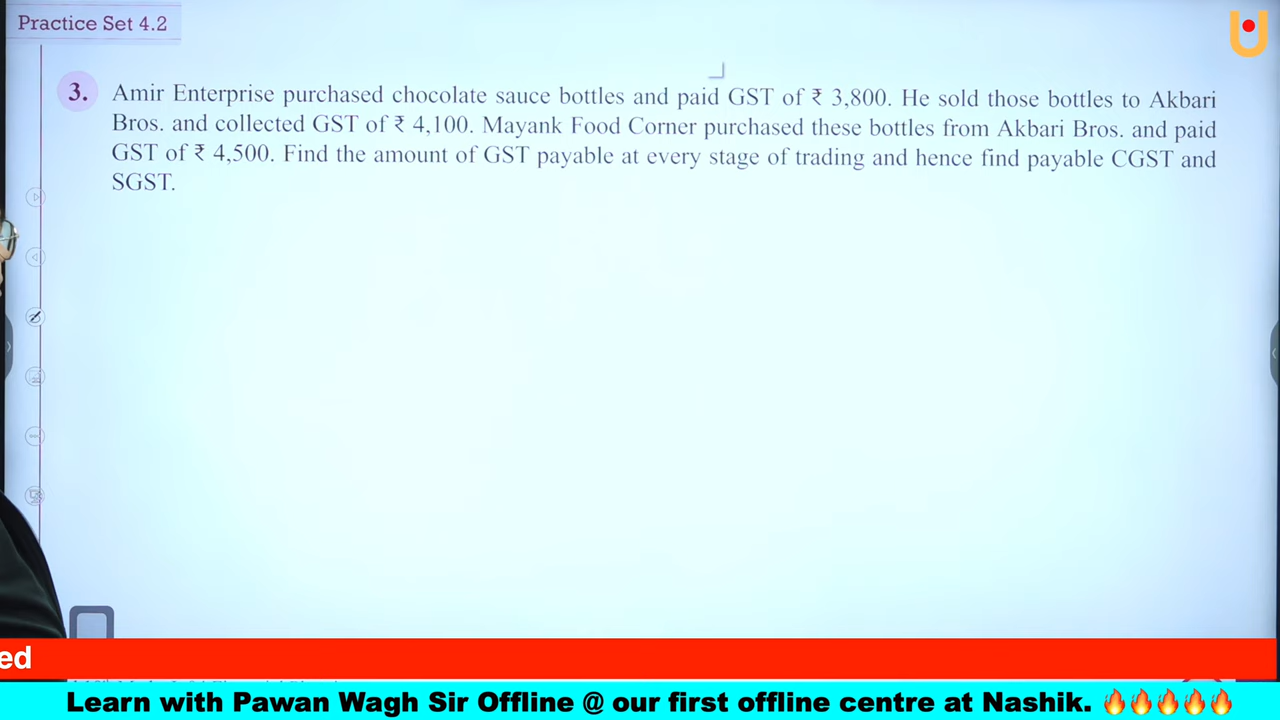 Practice Set 4.2
3. Amir Enterprise purchased chocolate sauce bottles and paid GST of ₹ 3,800. He sold those bottles to Akbari
Bros. and collected GST of ₹ 4,100. Mayank Food Corner purchased these bottles from Akbari Bros. and paid
GST of ₹ 4,500. Find the amount of GST payable at every stage of trading and hence find payable CGST and
SGST.
ed
Learn with Pawan Wagh Sir Offline @ our first offline centre at Nashik. 🔥🔥🔥🔥🔥